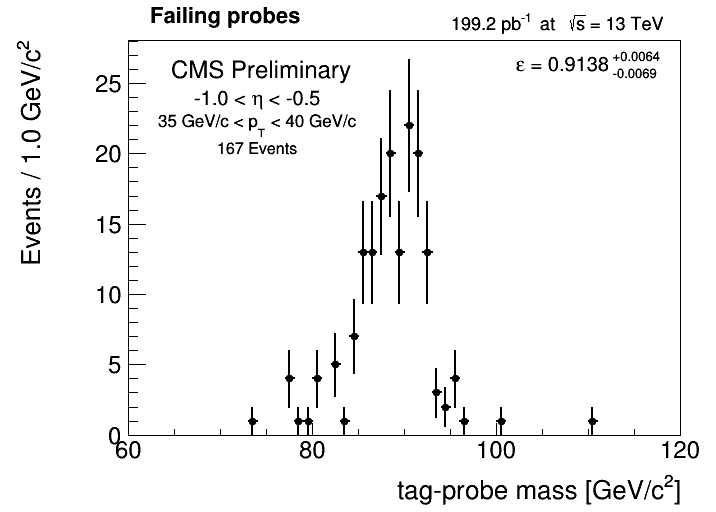 Failing probes
199.2 pb⁻¹ at √s = 13 TeV
CMS Preliminary
-1.0 < η < -0.5
35 GeV/c < p_T < 40 GeV/c
167 Events
ε = 0.9138 +0.0064 -0.0069
Events / 1.0 GeV/c²
25
20
15
10
5
0
60 80 100 120
tag-probe mass [GeV/c²]